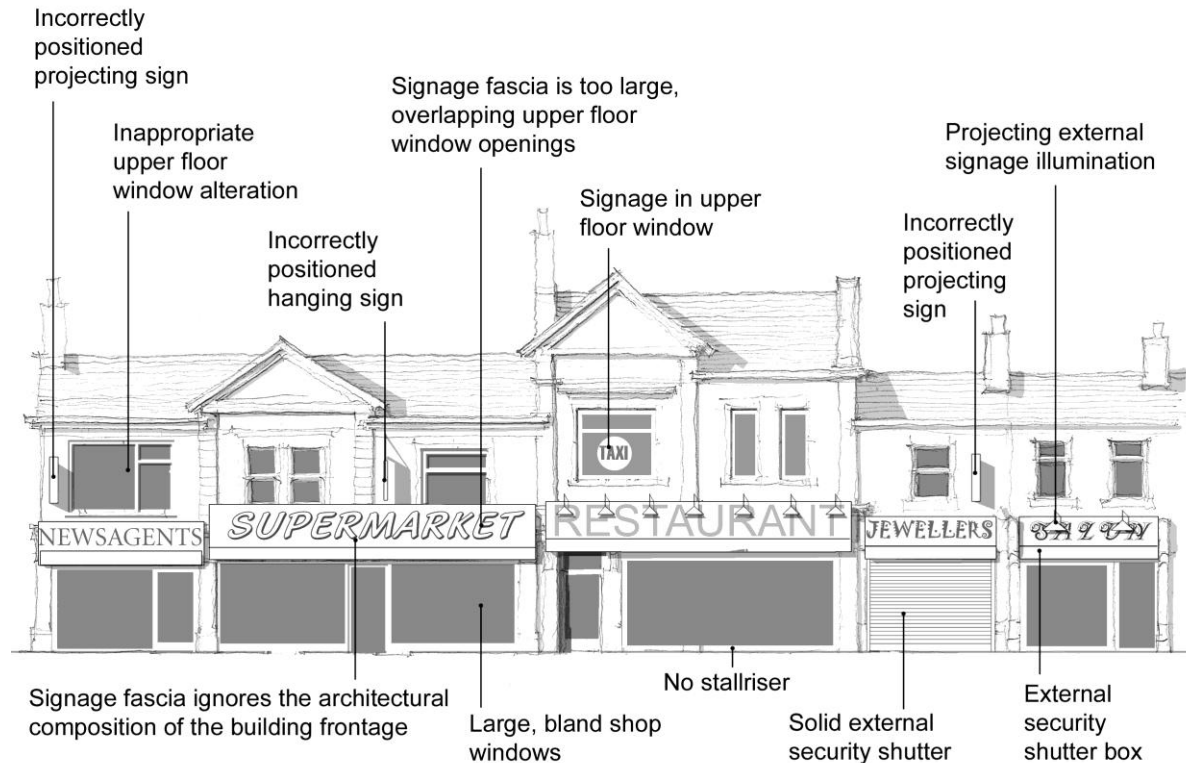 Incorrectly
positioned
projecting sign
Inappropriate
upper floor
window alteration
Incorrectly
positioned
hanging sign
Signage fascia is too large,
overlapping upper floor
window openings
Signage in upper
floor window
Incorrectly
positioned
projecting
sign
Projecting external
signage illumination
TAXI
NEWSAGENTS
SUPERMARKET
RESTAURANT
JEWELLERS
SALON
Signage fascia ignores the architectural
composition of the building frontage
Large, bland shop
windows
No stallriser
Solid external
security shutter
External
security
shutter box